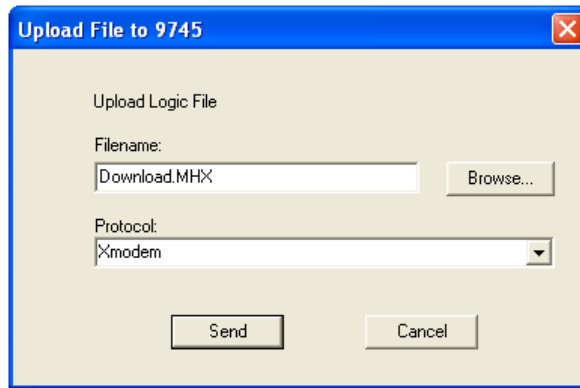 Upload File to 9745
Upload Logic File
Filename:
Download.MHX
Browse...
Protocol:
Xmodem
Send
Cancel